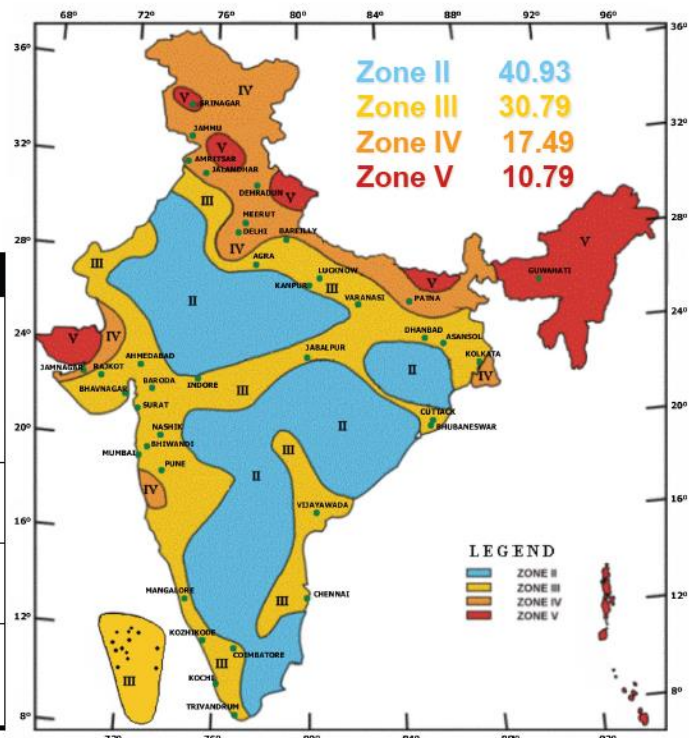 68° 72° 76° 80° 84° 88° 92° 96°
36° 36°
32° 32°
28° 28°
24° 24°
20° 20°
16° 16°
12° 12°
8° 8°
Zone II 40.93
Zone III 30.79
Zone IV 17.49
Zone V 10.79
IV
V
SRINAGAR
JAMMU
V
AMRITSAR
JALANDHAR
III
DEHRADUN
V
MEERUT
DELHI
BAREILLY
IV
V
III
AGRA
LUCKNOW
KANPUR
III
V
GUWAHATI
II
VARANASI
PATNA
V
IV
DHANBAD
ASANSOL
AHMEDABAD
JABALPUR
KOLKATA
JAMNAGAR
RAJKOT
II
IV
BHAVNAGAR
BARODA
INDORE
III
SURAT
CUTTACK
BHUBANESWAR
NASHIK
II
BHIWANDI
III
MUMBAI
PUNE
II
IV
VIJAYAWADA
LEGEND
ZONE II
ZONE III
ZONE IV
ZONE V
MANGALORE
III
CHENNAI
KOZHIKODE
COIMBATORE
III
III
KOCHI
TRIVANDRUM